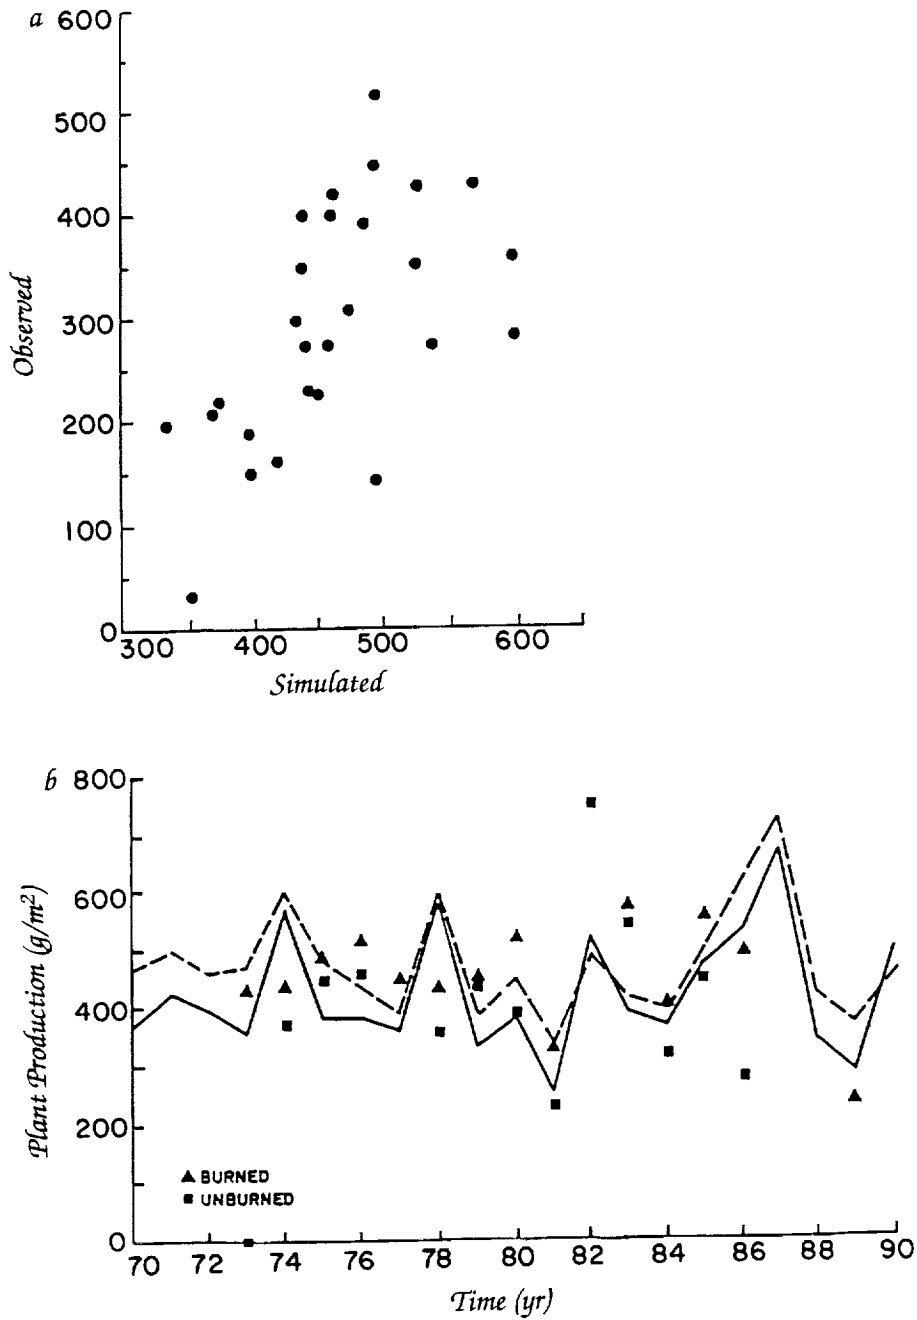 a
600
500
400
300
200
100
0
Observed
300 400 500 600
Simulated
b
800
600
400
200
0
Plant Production (g/m²)
▲ BURNED
■ UNBURNED
70 72 74 76 78 80 82 84 86 88 90
Time (yr)